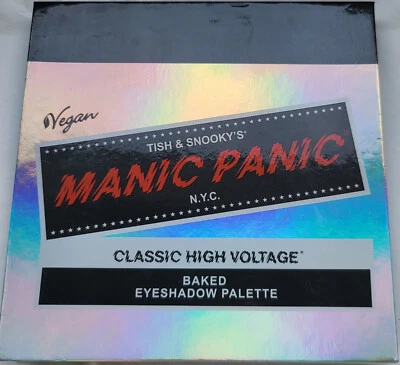 Vegan
TISH & SNOOKY'S®
MANIC PANIC®
N.Y.C.
CLASSIC HIGH VOLTAGE®
BAKED
EYESHADOW PALETTE